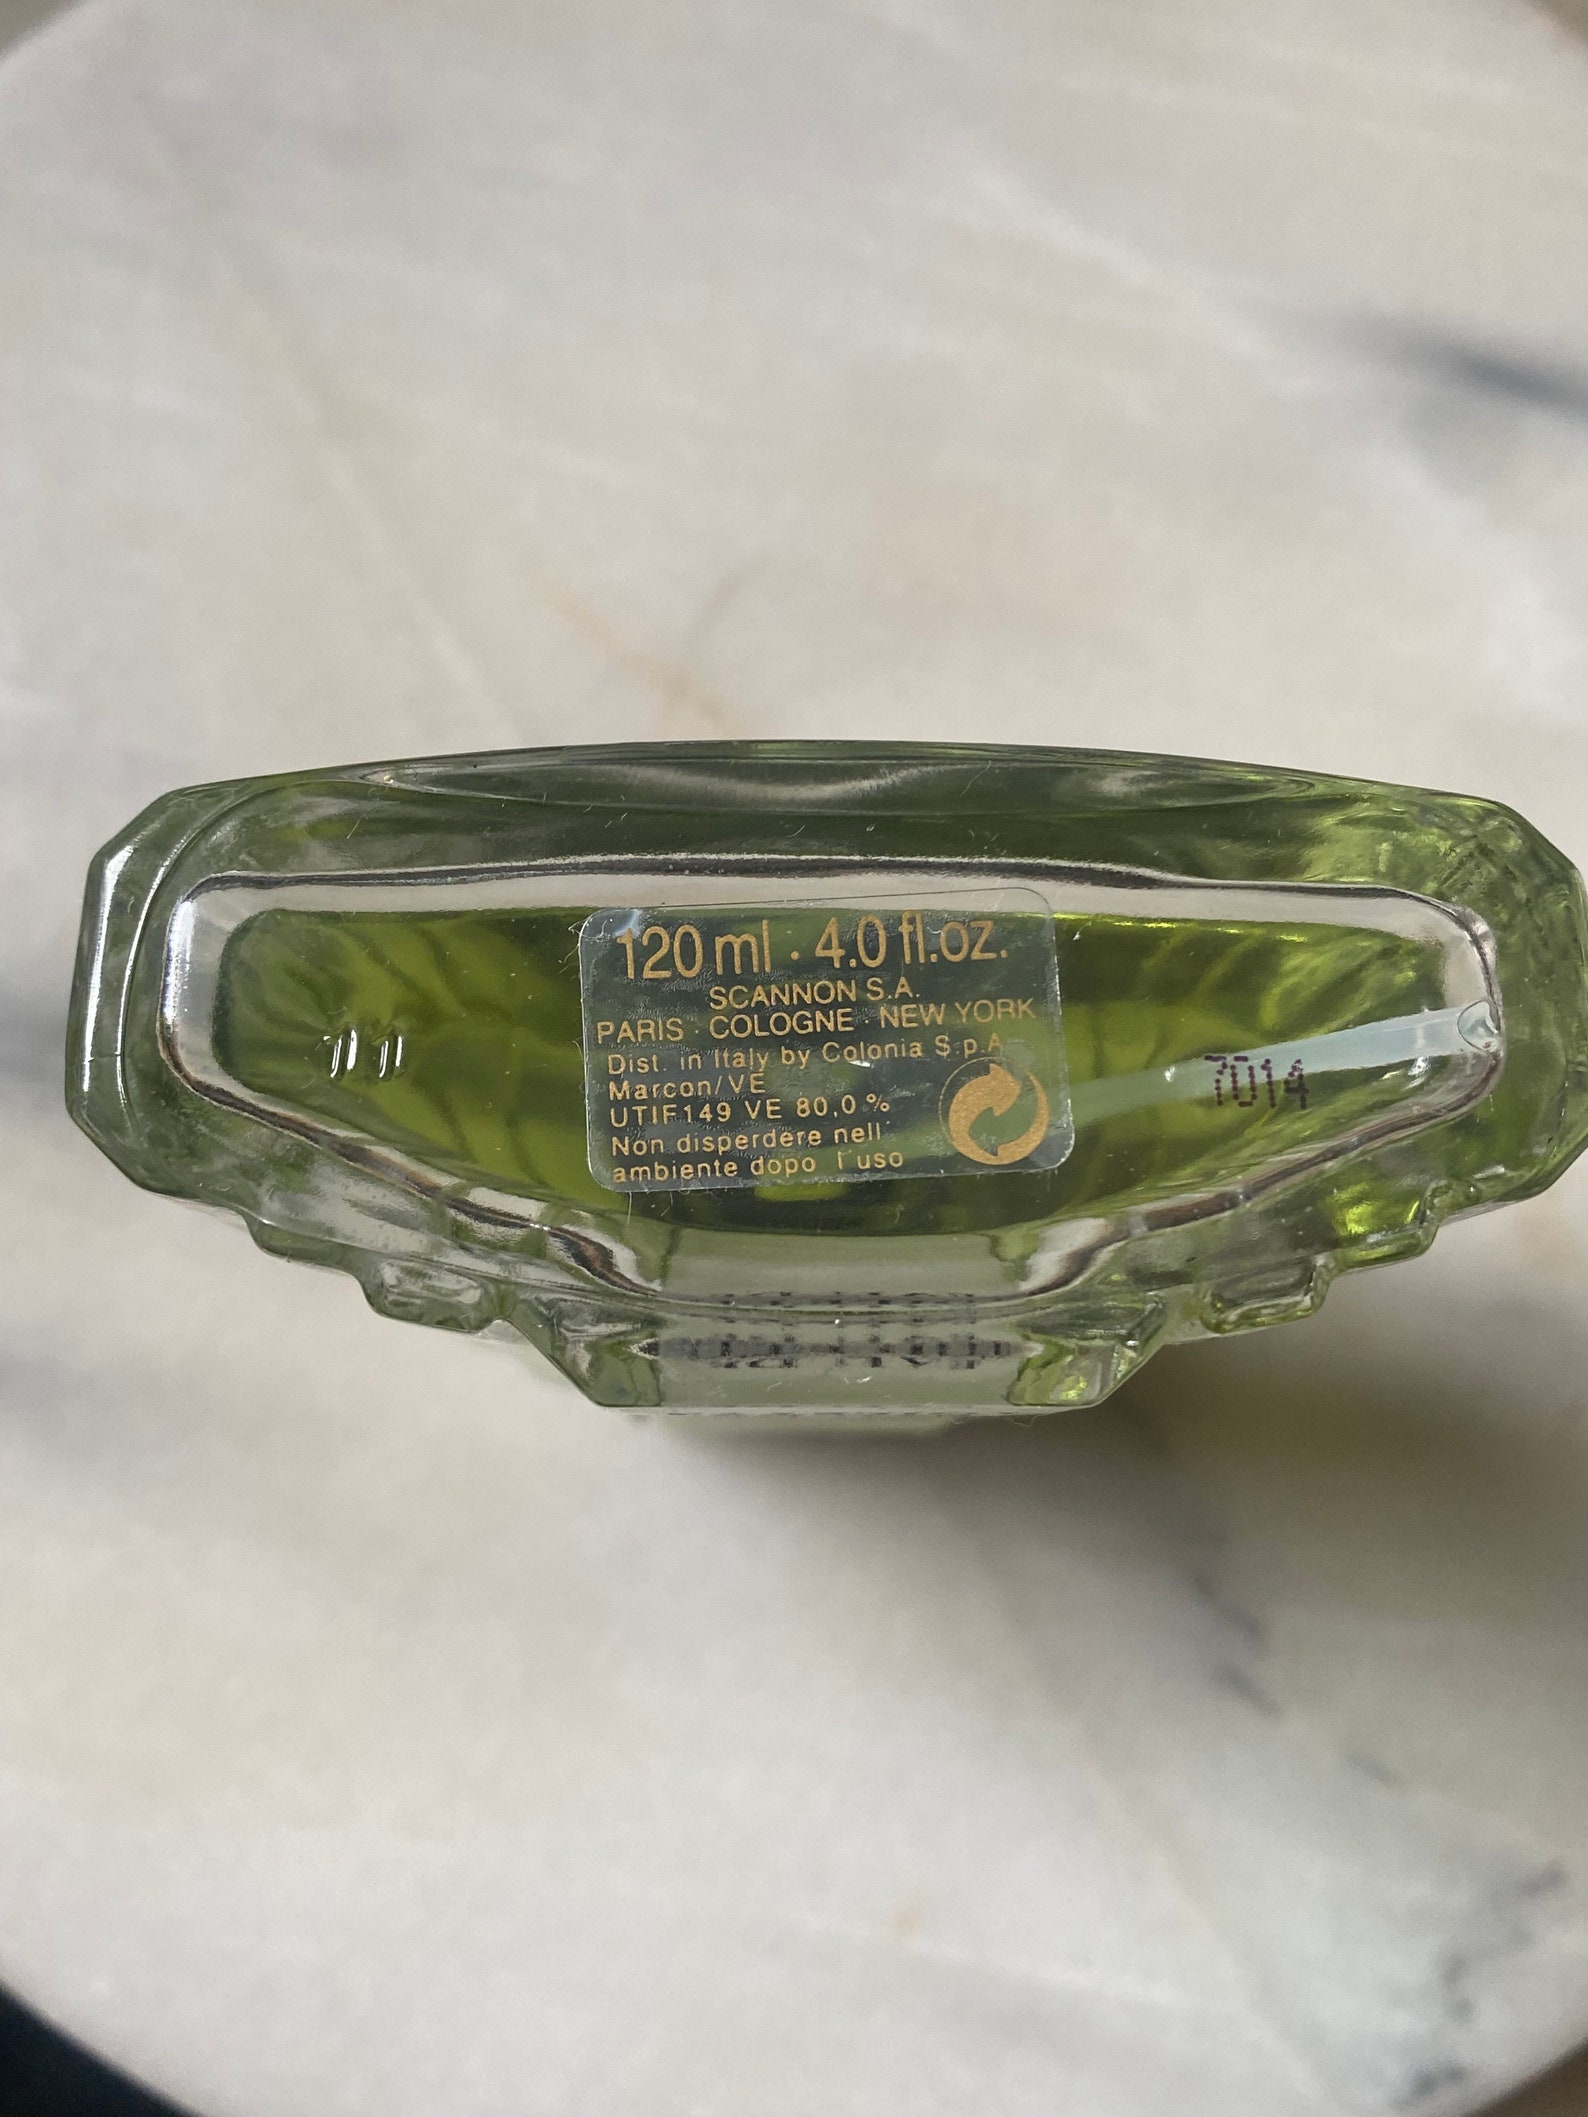 120 ml · 4.0 fl.oz.
SCANNON S.A.
PARIS · COLOGNE · NEW YORK
Dist. in Italy by Colonia S.p.A
Marcon/VE
UTIF149 VE 80,0 %
Non disperdere nell'
ambiente dopo l'uso
7014